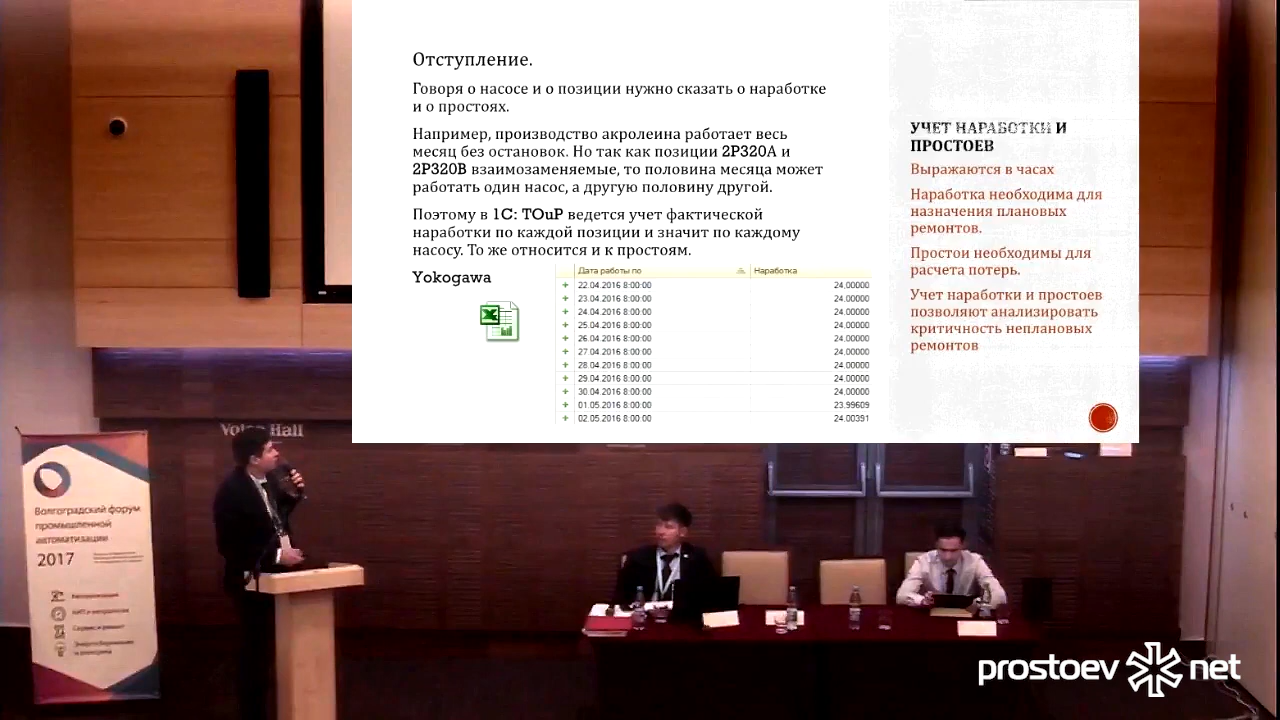 Отступление.
Говоря о насосе и о позиции нужно сказать о наработке
и о простоях.
Например, производство акролеина работает весь
месяц без остановок. Но так как позиции 2P320A и
2P320B взаимозаменяемые, то половина месяца может
работать один насос, а другую половину другой.
Поэтому в 1C: TOuP ведется учет фактической
наработки по каждой позиции и значит по каждому
насосу. То же относится и к простоям.
Yokogawa
Дата работы по Наработка
22.04.2016 8:00:00 24,00000
23.04.2016 8:00:00 24,00000
24.04.2016 8:00:00 24,00000
25.04.2016 8:00:00 24,00000
26.04.2016 8:00:00 24,00000
27.04.2016 8:00:00 24,00000
28.04.2016 8:00:00 24,00000
29.04.2016 8:00:00 24,00000
30.04.2016 8:00:00 24,00000
01.05.2016 8:00:00 23,99609
02.05.2016 8:00:00 24,00391
УЧЕТ НАРАБОТКИ И
ПРОСТОЕВ
Выражаются в часах
Наработка необходима для
назначения плановых
ремонтов.
Простои необходимы для
расчета потерь.
Учет наработки и простоев
позволяют анализировать
критичность неплановых
ремонтов
Hall
Волгоградский форум
промышленной
автоматизации
2017
Сервис и ремонт
prostoev net